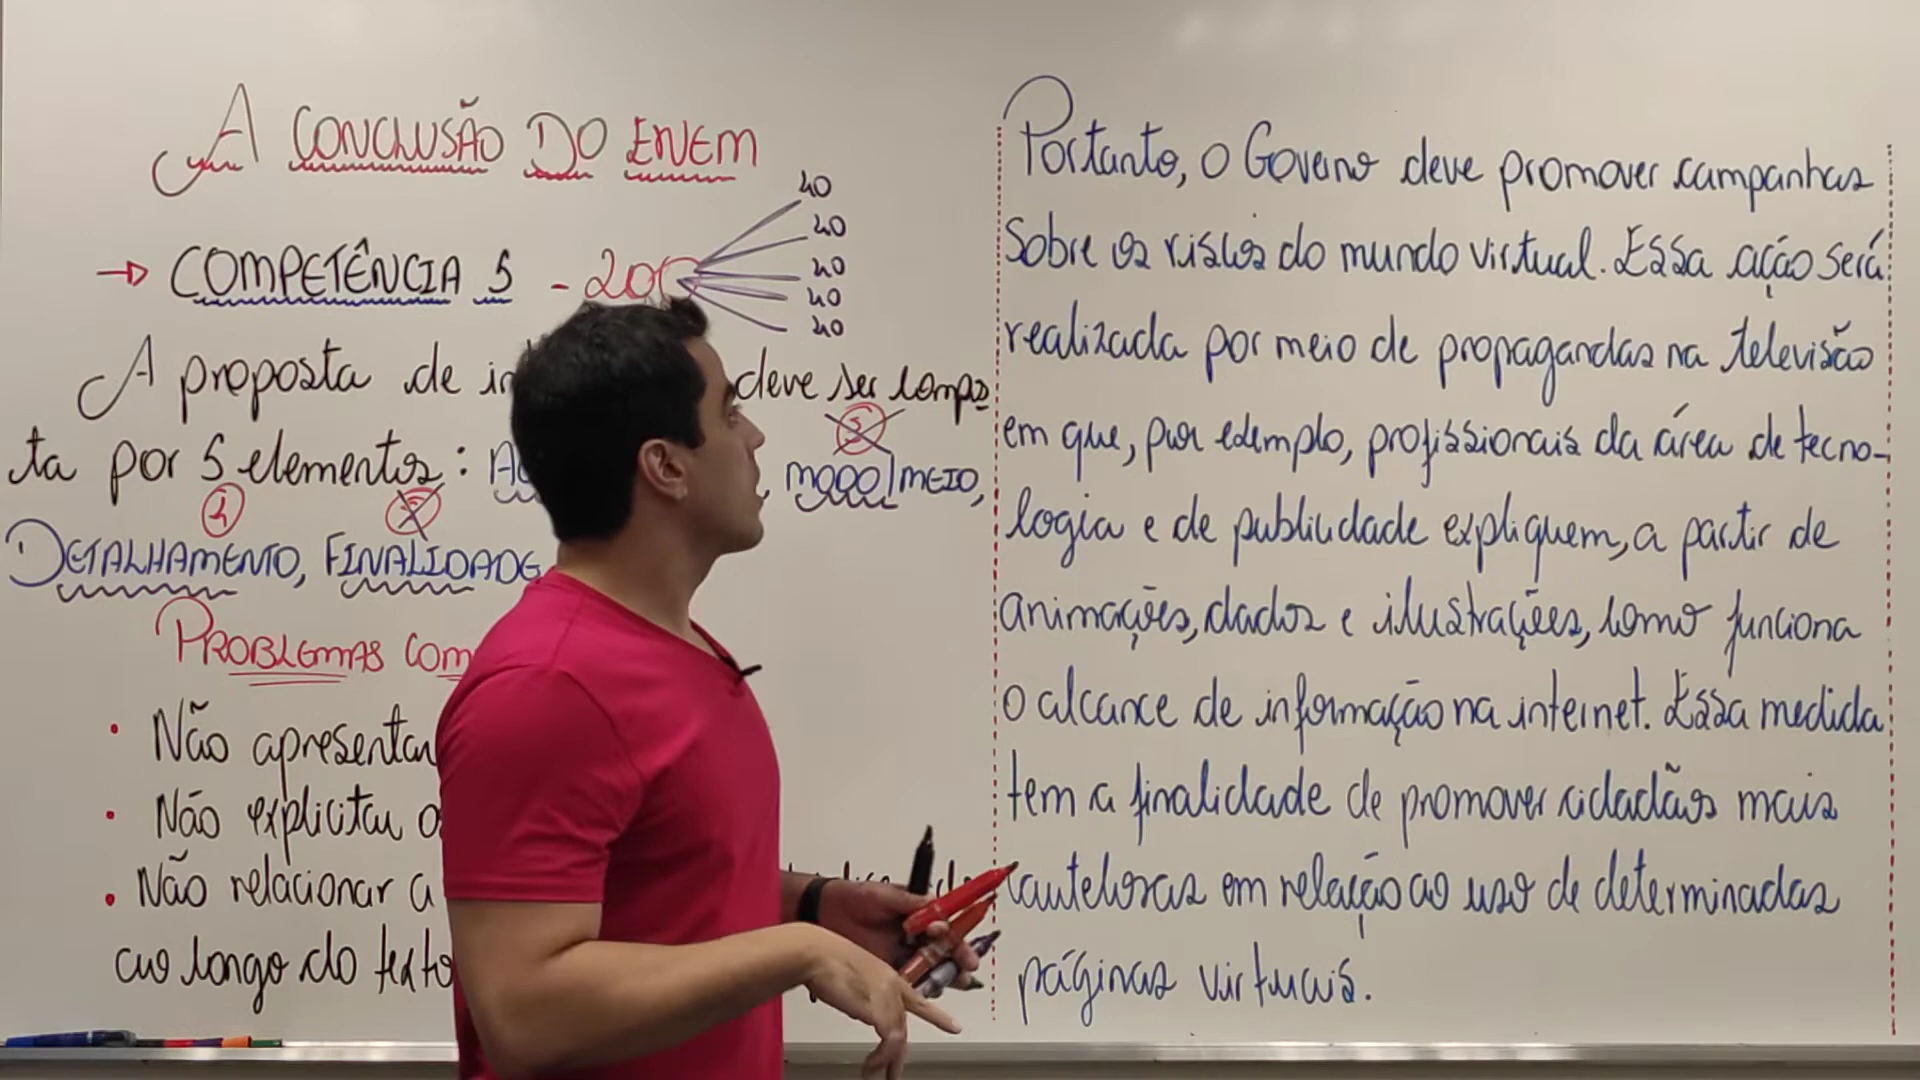 A CONCLUSÃO DO ENEM
→ COMPETÊNCIA 5 - 200
40
40
40
40
40
A proposta de deve ser compos
ta por 5 elementos: MODO/MEIO,
3
4
5
DETALHAMENTO, FINALIDADE
PROBLEMAS COM
• Não apresentar
• Não explicitar
• Não relacionar a
ao longo do texto
Portanto, o Governo deve promover campanhas
sobre os riscos do mundo virtual. Essa ação será
realizada por meio de propagandas na televisão
em que, por exemplo, profissionais da área de tecno-
logia e de publicidade expliquem, a partir de
animações, dados e ilustrações, como funciona
o alcance de informação na internet. Essa medida
tem a finalidade de promover cidadãos mais
cautelosas em relação ao uso de determinadas
páginas virtuais.